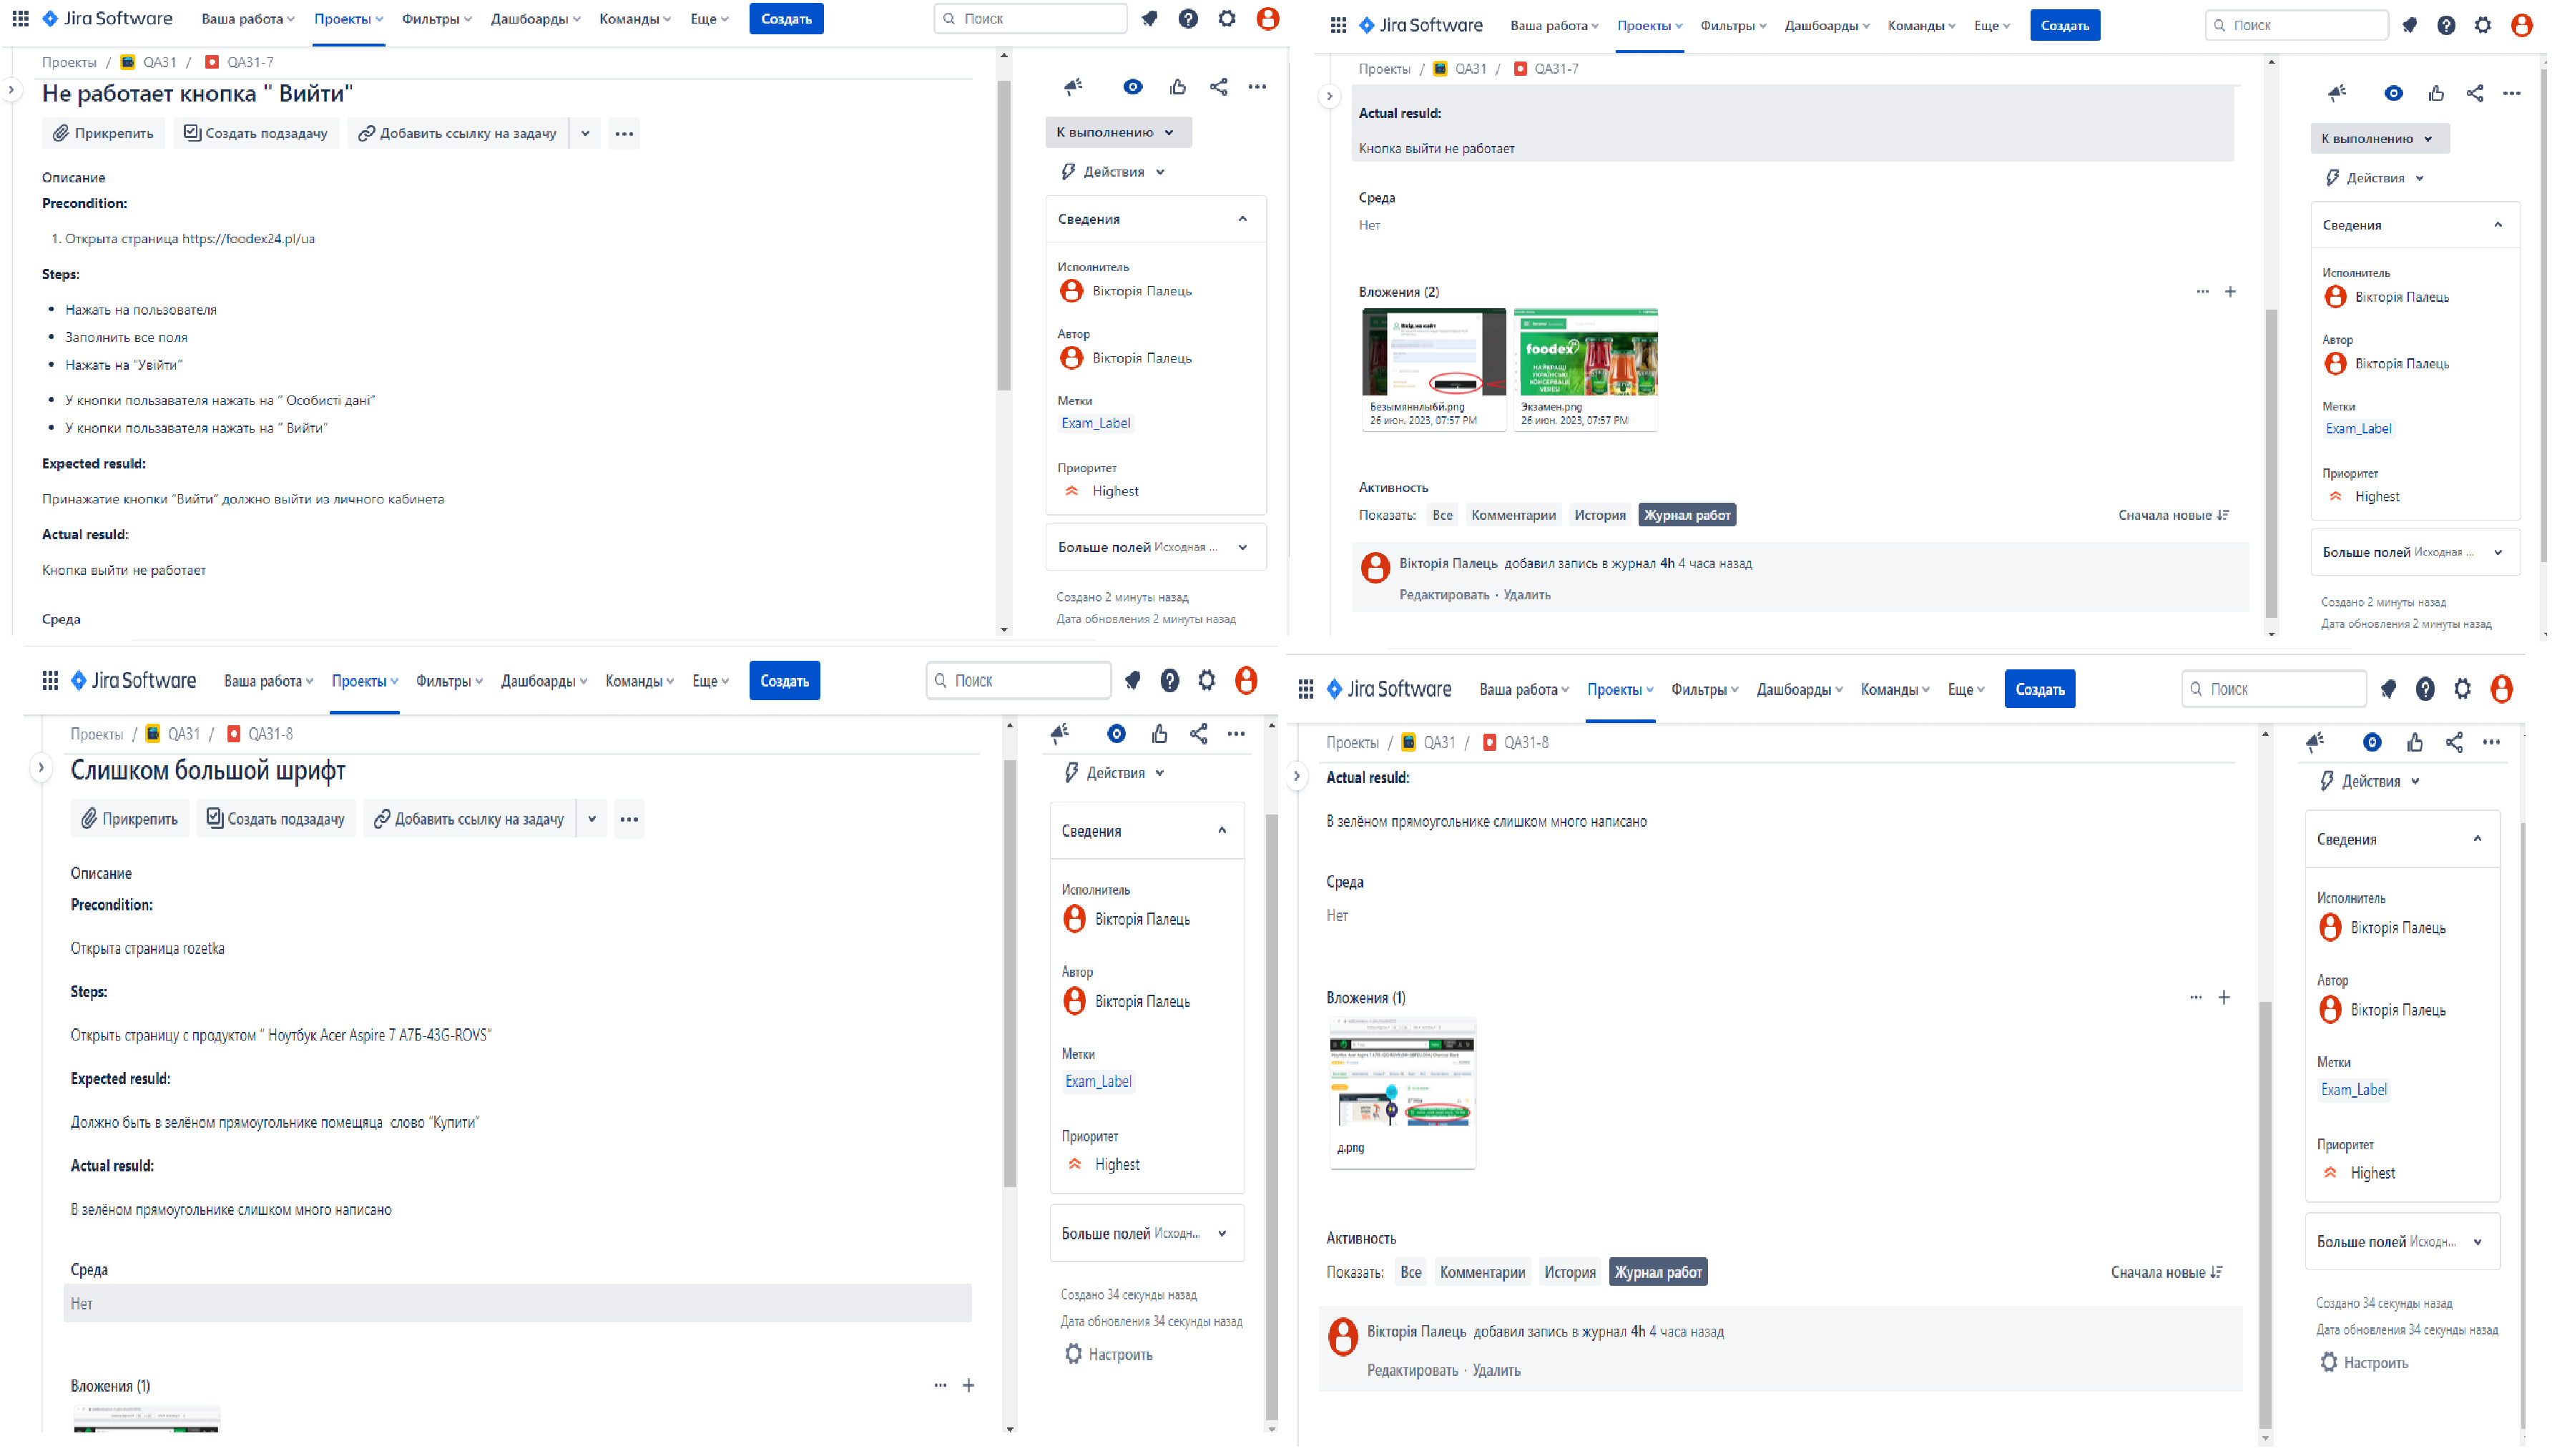 Jira Software Ваша работа Проекты Фильтры Дашбоарды Команды Еще Создать Поиск
Проекты / QA31 / QA31-7
Не работает кнопка " Вийти"
Прикрепить Создать подзадачу Добавить ссылку на задачу
Описание
Precondition:
1. Открыта страница https://foodex24.pl/ua
Steps:
• Нажать на пользователя
• Заполнить все поля
• Нажать на “Увійти”
• У кнопки пользавателя нажать на “ Особисті дані”
• У кнопки пользавателя нажать на “ Вийти”
Expected resuld:
Принажатие кнопки “Вийти” должно выйти из личного кабинета
Actual resuld:
Кнопка выйти не работает
Среда
К выполнению
Действия
Сведения
Исполнитель
Вікторія Палець
Автор
Вікторія Палець
Метки
Exam_Label
Приоритет
Highest
Больше полей Исходная ...
Создано 2 минуты назад
Дата обновления 2 минуты назад
Jira Software Ваша работа Проекты Фильтры Дашбоарды Команды Еще Создать Поиск
Проекты / QA31 / QA31-7
Actual resuld:
Кнопка выйти не работает
Среда
Нет
Вложения (2)
Вхід на сайт
foodex
НАЙКРАЩІ
УКРАЇНСЬКІ
КОНСЕРВАЦІЇ
VERES!
Безымяннлыбй.png
26 июн. 2023, 07:57 PM
Экзамен.png
26 июн. 2023, 07:57 PM
Активность
Показать: Все Комментарии История Журнал работ Сначала новые
Вікторія Палець добавил запись в журнал 4h 4 часа назад
Редактировать · Удалить
К выполнению
Действия
Сведения
Исполнитель
Вікторія Палець
Автор
Вікторія Палець
Метки
Exam_Label
Приоритет
Highest
Больше полей Исходная ...
Создано 2 минуты назад
Дата обновления 2 минуты назад
Jira Software Ваша работа Проекты Фильтры Дашбоарды Команды Еще Создать Поиск
Проекты / QA31 / QA31-8
Слишком большой шрифт
Прикрепить Создать подзадачу Добавить ссылку на задачу
Описание
Precondition:
Открыта страница rozetka
Steps:
Открыть страницу с продуктом “ Ноутбук Acer Aspire 7 А7Б-43G-ROVS”
Expected resuld:
Должно быть в зелёном прямоугольнике помещяца слово “Купити”
Actual resuld:
В зелёном прямоугольнике слишком много написано
Среда
Нет
Вложения (1)
Действия
Сведения
Исполнитель
Вікторія Палець
Автор
Вікторія Палець
Метки
Exam_Label
Приоритет
Highest
Больше полей Исходн...
Создано 34 секунды назад
Дата обновления 34 секунды назад
Настроить
Jira Software Ваша работа Проекты Фильтры Дашбоарды Команды Еще Создать Поиск
Проекты / QA31 / QA31-8
Actual resuld:
В зелёном прямоугольнике слишком много написано
Среда
Нет
Вложения (1)
д.png
Активность
Показать: Все Комментарии История Журнал работ Сначала новые
Вікторія Палець добавил запись в журнал 4h 4 часа назад
Редактировать · Удалить
Действия
Сведения
Исполнитель
Вікторія Палець
Автор
Вікторія Палець
Метки
Exam_Label
Приоритет
Highest
Больше полей Исходн...
Создано 34 секунды назад
Дата обновления 34 секунды назад
Настроить